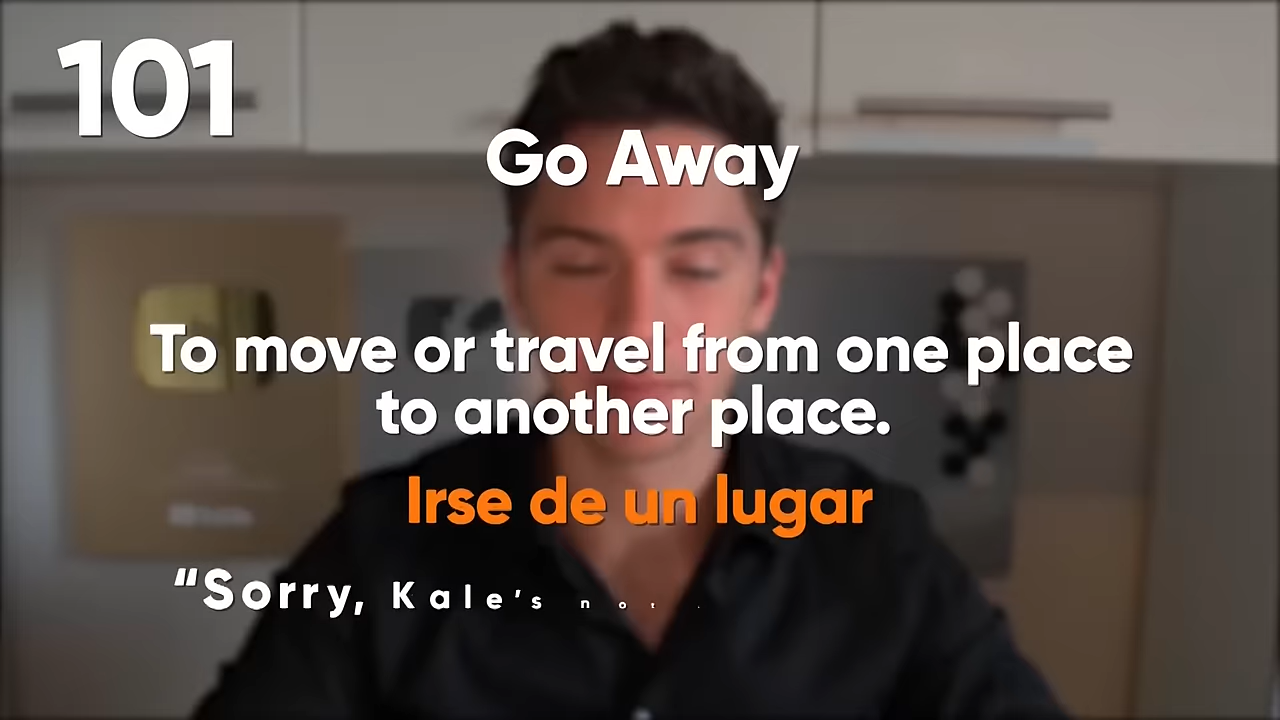 101
Go Away
To move or travel from one place
to another place.
Irse de un lugar
“Sorry, Kale’s not